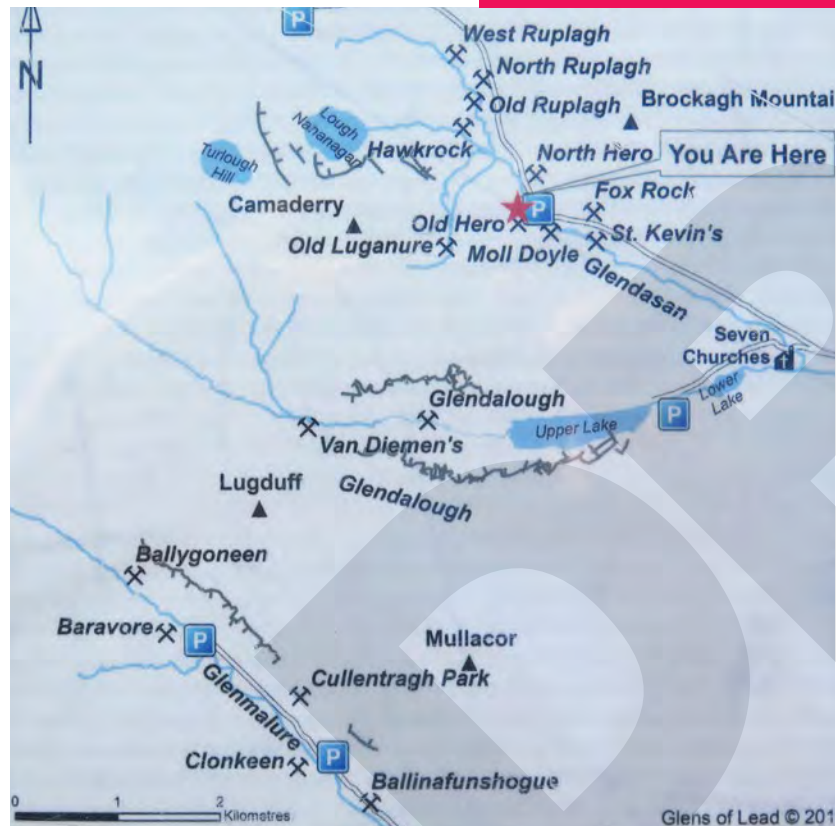 P
West Ruplagh
N
North Ruplagh
Old Ruplagh
Brockagh Mountai
Lough
Nahanagan
Turlough
Hill
Hawkrock
North Hero
You Are Here
Fox Rock
Camaderry
P
Old Hero
St. Kevin's
Old Luganure
Moll Doyle
Glendasan
Seven
Churches
Glendalough
Lower
Lake
P
Upper Lake
Van Diemen's
Glendalough
Lugduff
Ballygoneen
Baravore
P
Mullacor
Cullentragh Park
Glenmalure
Clonkeen
P
Ballinafunshogue
0 1 2
Kilometres
Glens of Lead © 201